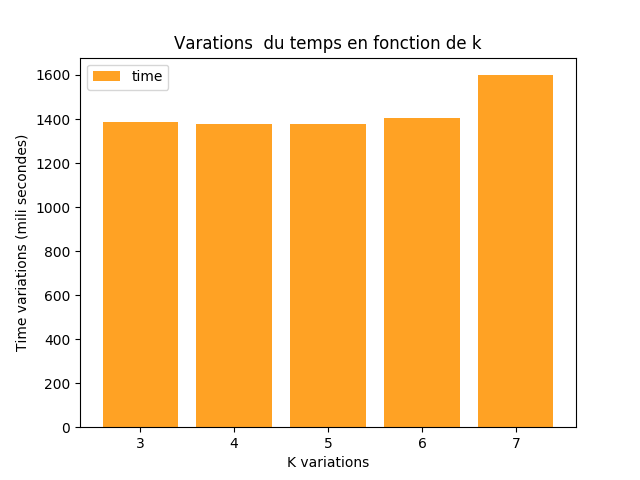 Varations  du temps en fonction de k
time
Time variations (mili secondes)
1600
1400
1200
1000
800
600
400
200
0
3 4 5 6 7
K variations